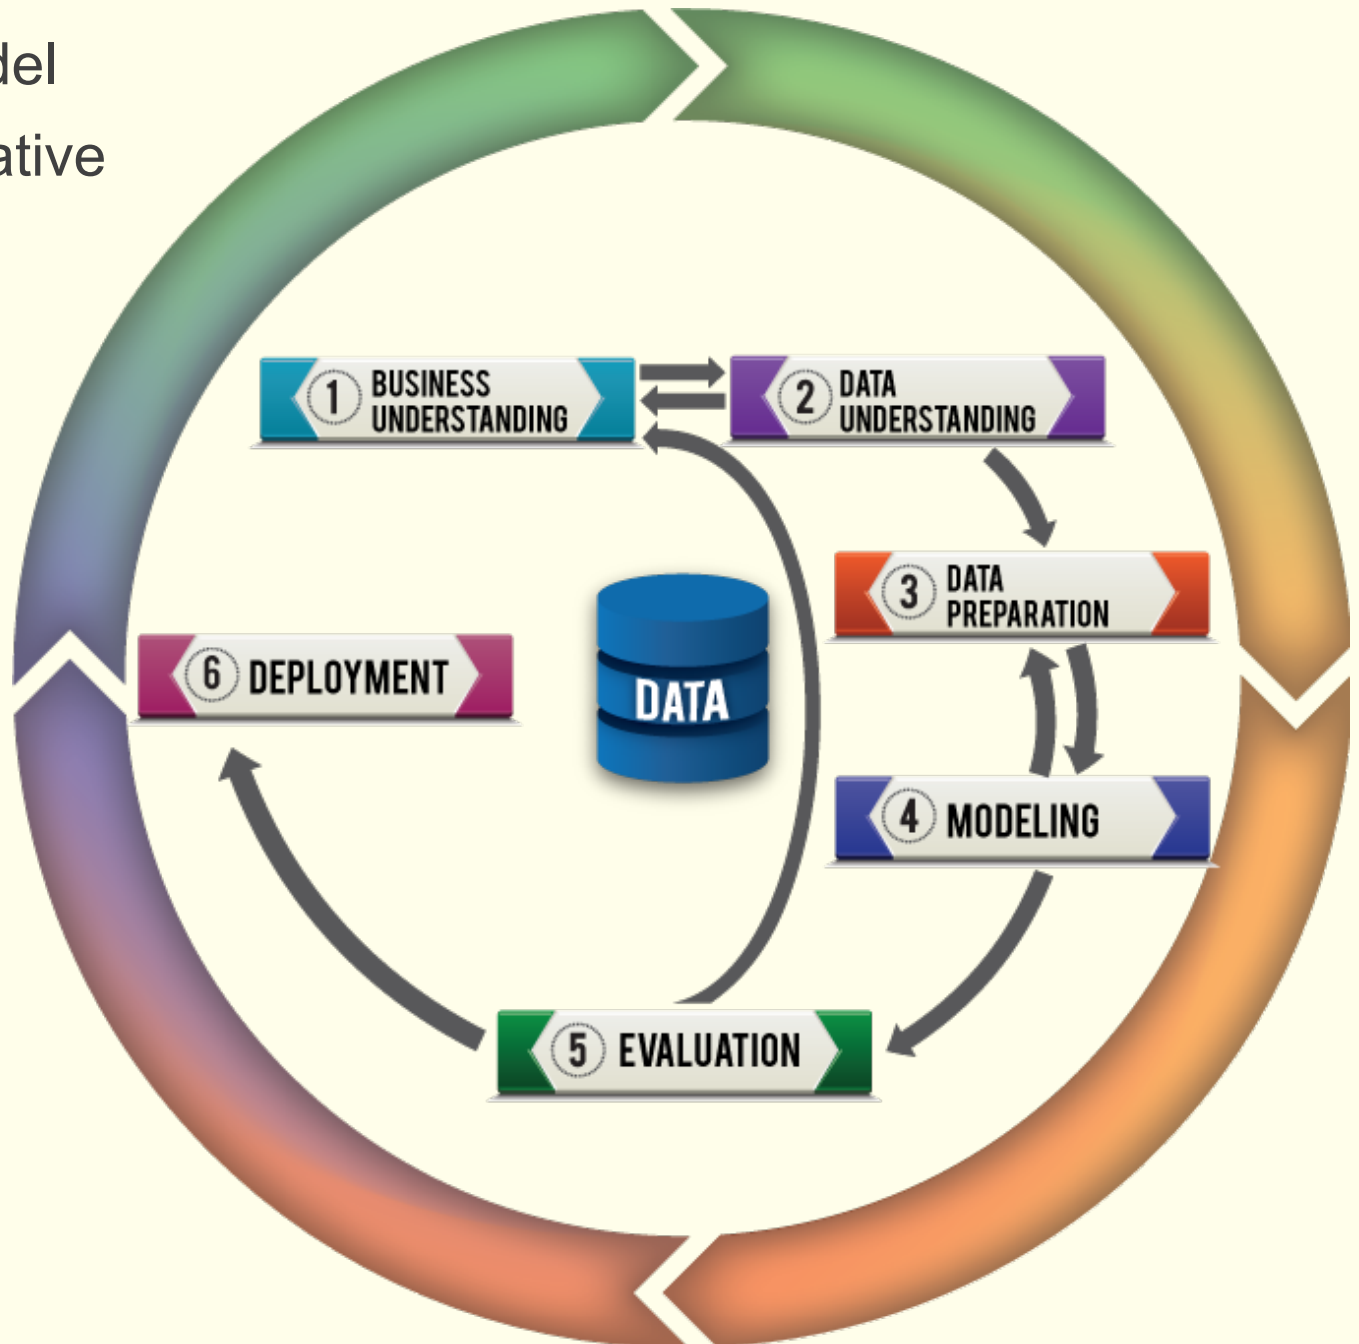 del
ative
1 BUSINESS
UNDERSTANDING
2 DATA
UNDERSTANDING
3 DATA
PREPARATION
6 DEPLOYMENT
DATA
4 MODELING
5 EVALUATION